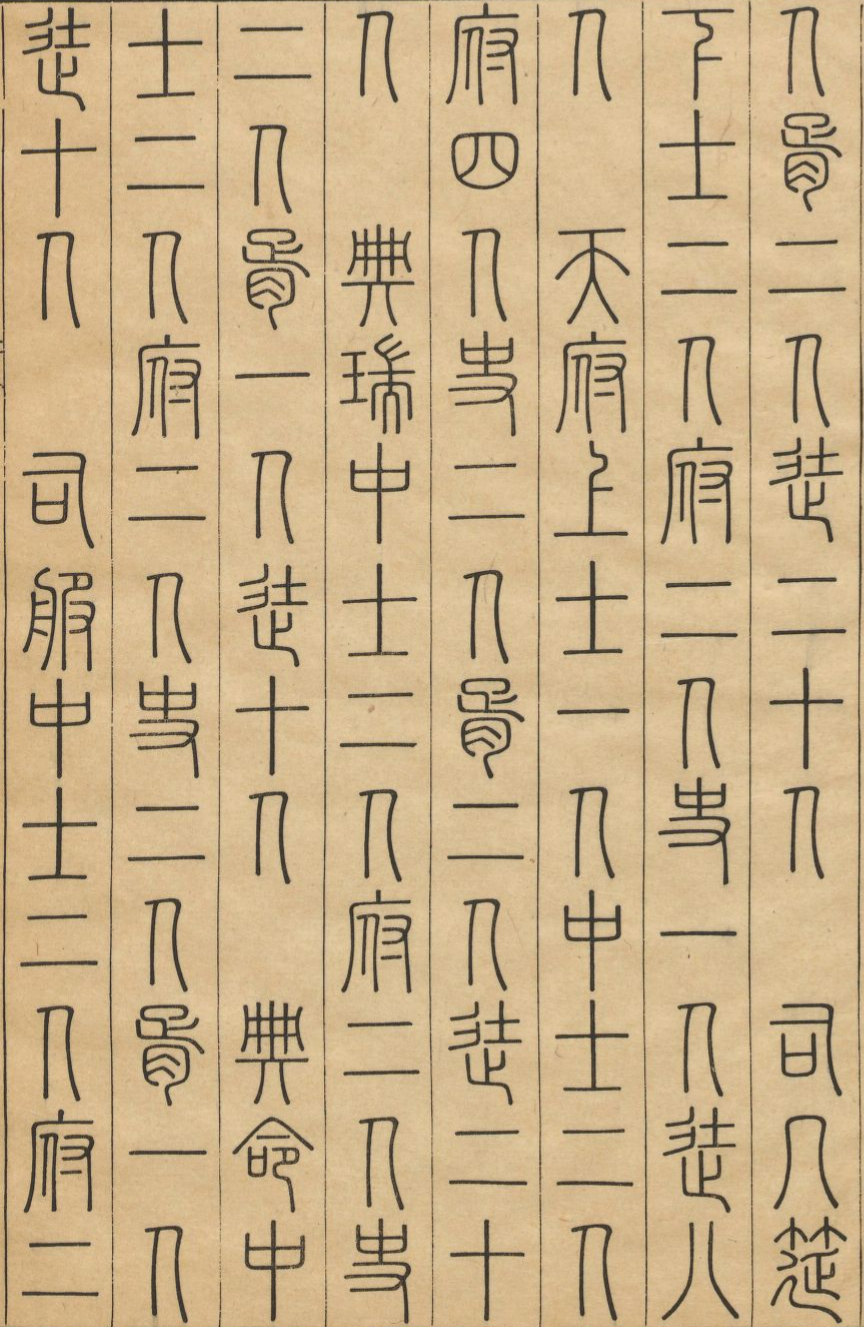 人胥二人徒二十人　司几筵
下士二人府二人史一人徒八
人　天府上士一人中士二人
府四人史二人胥二人徒二十
人　典瑞中士二人府二人史
二人胥一人徒十人　典命中
士二人府二人史二人胥一人
徒十人　司服中士二人府二